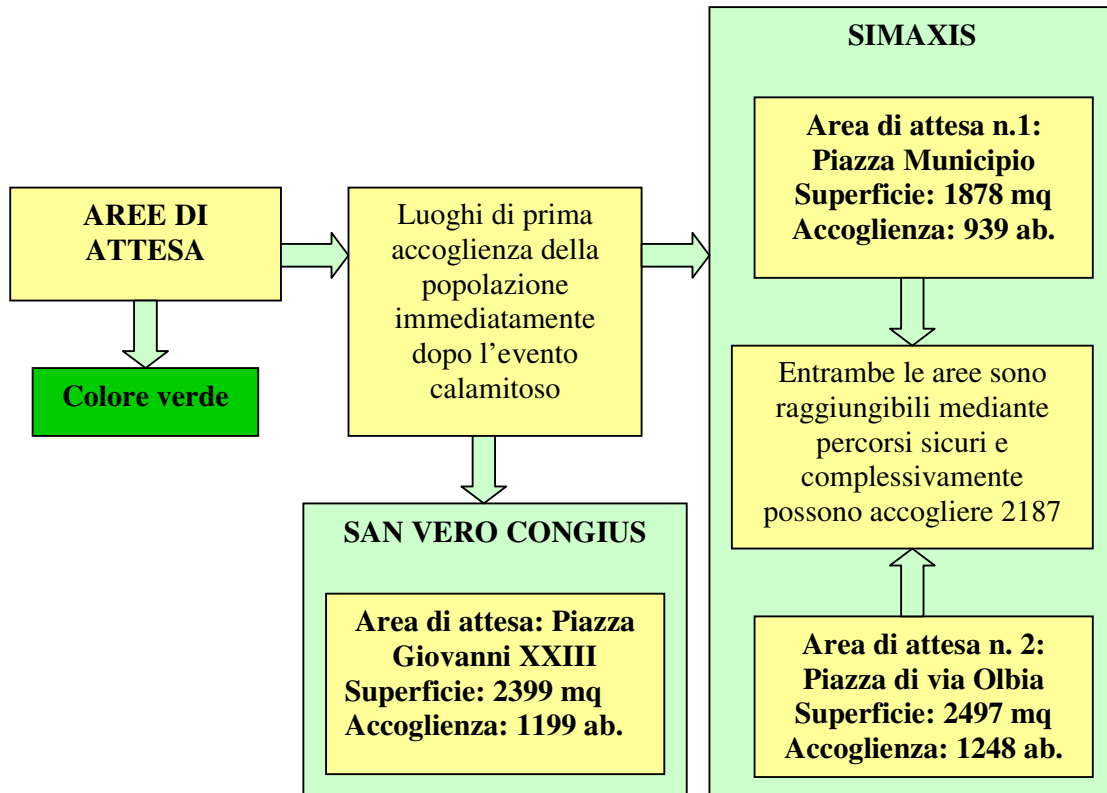 AREE DI
ATTESA
Colore verde
Luoghi di prima
accoglienza della
popolazione
immediatamente
dopo l'evento
calamitoso
SAN VERO CONGIUS
Area di attesa: Piazza
Giovanni XXIII
Superficie: 2399 mq
Accoglienza: 1199 ab.
SIMAXIS
Area di attesa n.1:
Piazza Municipio
Superficie: 1878 mq
Accoglienza: 939 ab.
Entrambe le aree sono
raggiungibili mediante
percorsi sicuri e
complessivamente
possono accogliere 2187
Area di attesa n. 2:
Piazza di via Olbia
Superficie: 2497 mq
Accoglienza: 1248 ab.